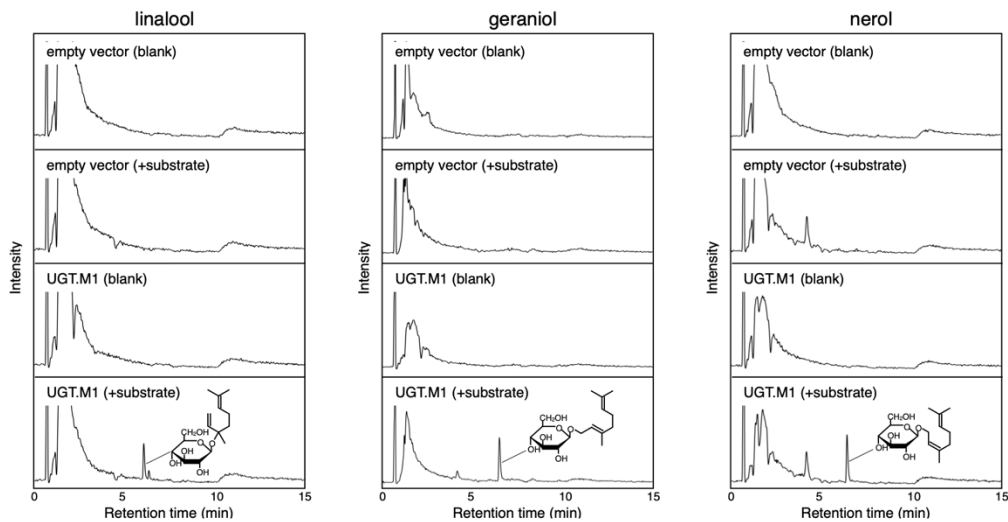 linalool
geraniol
nerol
empty vector (blank)
empty vector (blank)
empty vector (blank)
empty vector (+substrate)
empty vector (+substrate)
empty vector (+substrate)
Intensity
Intensity
Intensity
UGT.M1 (blank)
UGT.M1 (blank)
UGT.M1 (blank)
UGT.M1 (+substrate)
UGT.M1 (+substrate)
UGT.M1 (+substrate)
CH₂OH
O
HO
O
OH
OH
CH₂OH
O
HO
O
OH
OH
CH₂OH
O
HO
O
OH
OH
0 5 10 15
0 5 10 15
0 5 10 15
Retention time (min)
Retention time (min)
Retention time (min)